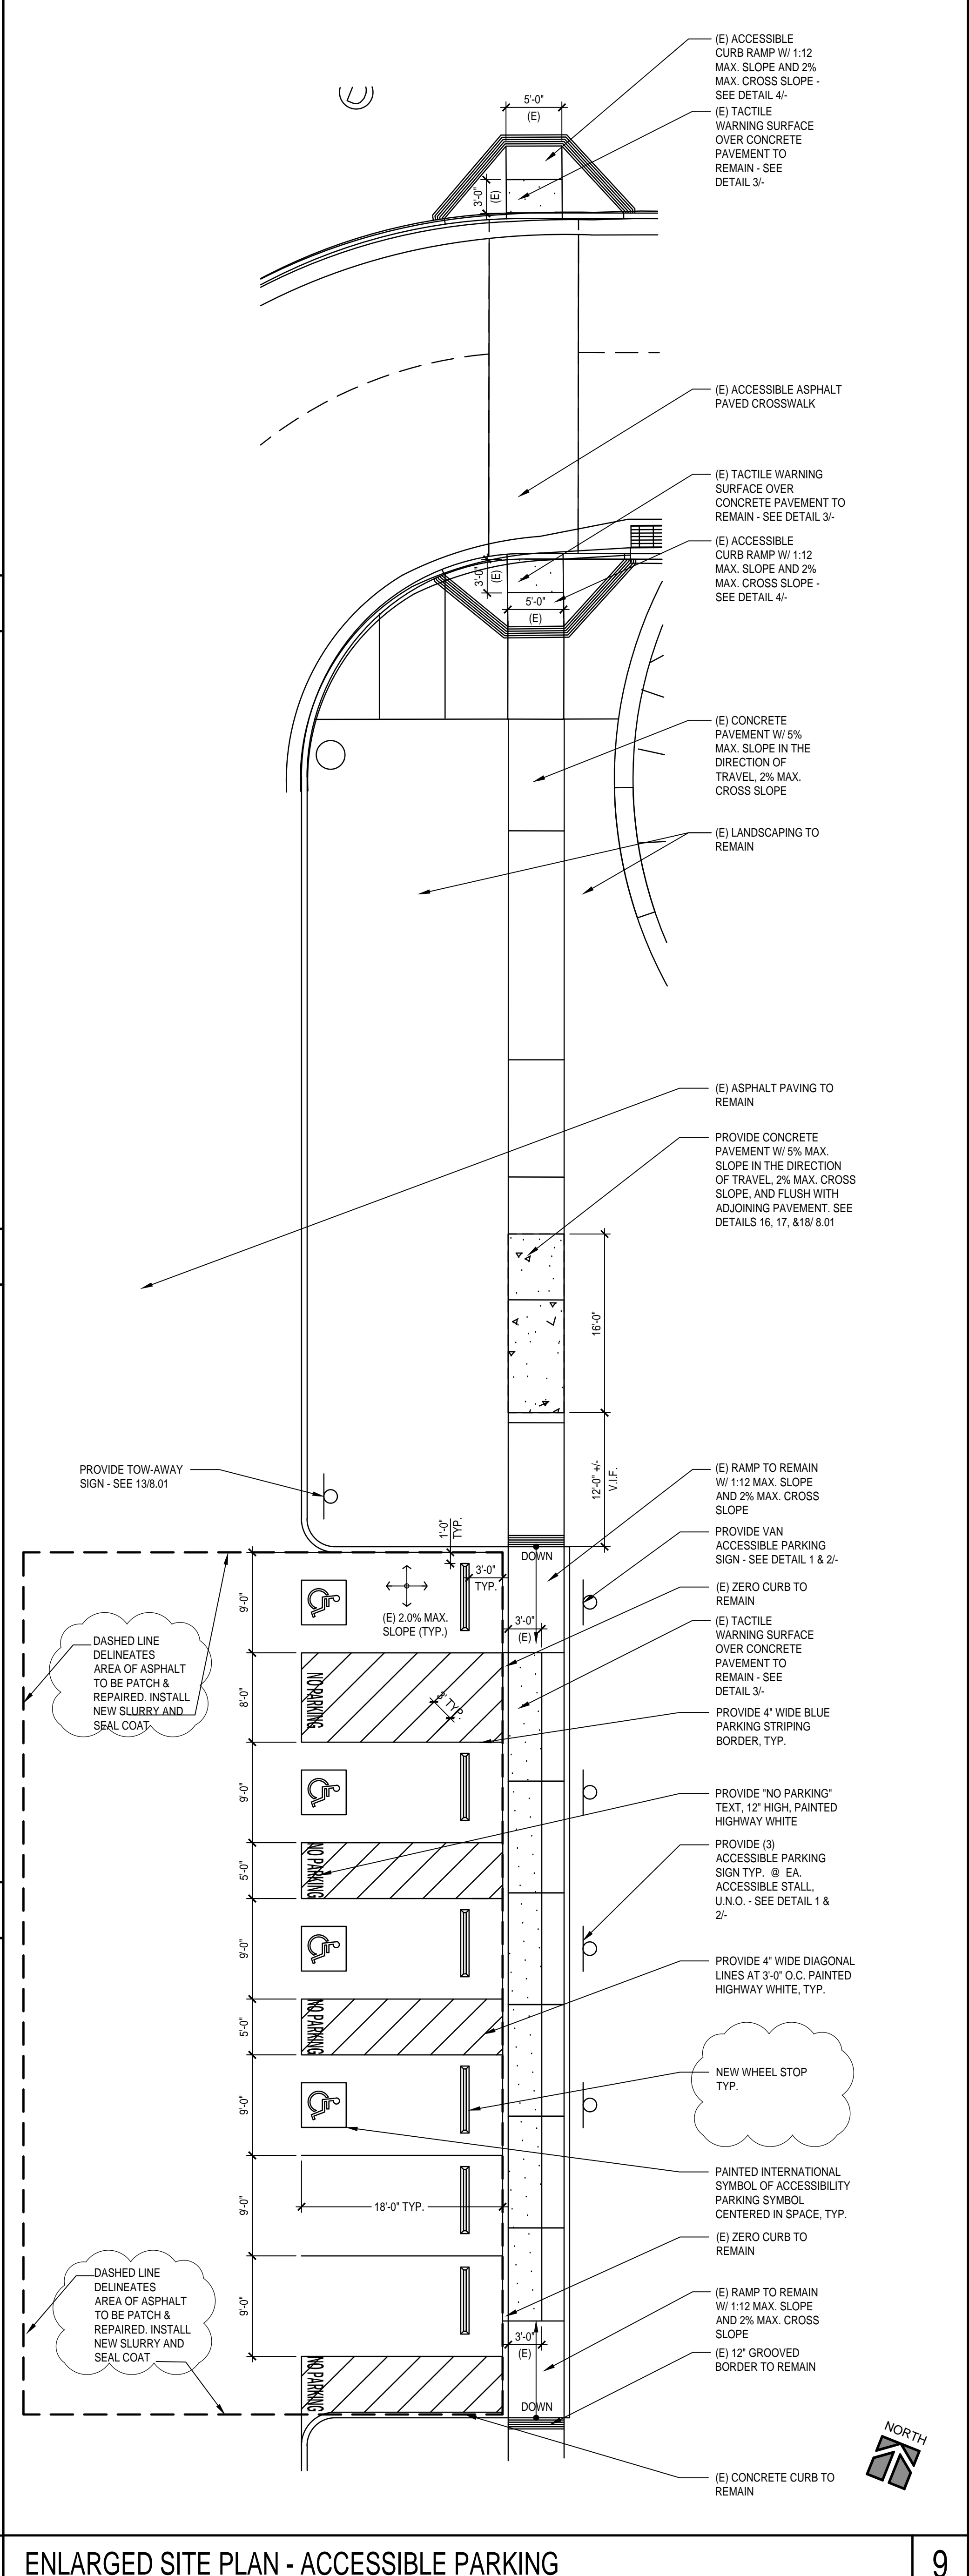 (E) ACCESSIBLE
CURB RAMP W/ 1:12
MAX. SLOPE AND 2%
MAX. CROSS SLOPE -
SEE DETAIL 4/-
(E) TACTILE
WARNING SURFACE
OVER CONCRETE
PAVEMENT TO
REMAIN - SEE
DETAIL 3/-
5'-0"
(E)
3'-0"
(E)
(E) ACCESSIBLE ASPHALT
PAVED CROSSWALK
(E) TACTILE WARNING
SURFACE OVER
CONCRETE PAVEMENT TO
REMAIN - SEE DETAIL 3/-
(E) ACCESSIBLE
CURB RAMP W/ 1:12
MAX. SLOPE AND 2%
MAX. CROSS SLOPE -
SEE DETAIL 4/-
3'-0"
(E)
5'-0"
(E)
(E) CONCRETE
PAVEMENT W/ 5%
MAX. SLOPE IN THE
DIRECTION OF
TRAVEL, 2% MAX.
CROSS SLOPE
(E) LANDSCAPING TO
REMAIN
(E) ASPHALT PAVING TO
REMAIN
PROVIDE CONCRETE
PAVEMENT W/ 5% MAX.
SLOPE IN THE DIRECTION
OF TRAVEL, 2% MAX. CROSS
SLOPE, AND FLUSH WITH
ADJOINING PAVEMENT. SEE
DETAILS 16, 17, &18/ 8.01
16'-0"
12'-0" +/-
V.I.F.
PROVIDE TOW-AWAY
SIGN - SEE 13/8.01
(E) RAMP TO REMAIN
W/ 1:12 MAX. SLOPE
AND 2% MAX. CROSS
SLOPE
PROVIDE VAN
ACCESSIBLE PARKING
SIGN - SEE DETAIL 1 & 2/-
(E) ZERO CURB TO
REMAIN
(E) TACTILE
WARNING SURFACE
OVER CONCRETE
PAVEMENT TO
REMAIN - SEE
DETAIL 3/-
PROVIDE 4" WIDE BLUE
PARKING STRIPING
BORDER, TYP.
1'-0"
TYP.
DOWN
3'-0"
TYP.
(E) 2.0% MAX.
SLOPE (TYP.)
3'-0"
(E)
9'-0"
DASHED LINE
DELINEATES
AREA OF ASPHALT
TO BE PATCH &
REPAIRED. INSTALL
NEW SLURRY AND
SEAL COAT
8'-0"
NO PARKING
3' TYP.
9'-0"
PROVIDE "NO PARKING"
TEXT, 12" HIGH, PAINTED
HIGHWAY WHITE
5'-0"
NO PARKING
PROVIDE (3)
ACCESSIBLE PARKING
SIGN TYP. @ EA.
ACCESSIBLE STALL,
U.N.O. - SEE DETAIL 1 &
2/-
9'-0"
PROVIDE 4" WIDE DIAGONAL
LINES AT 3'-0" O.C. PAINTED
HIGHWAY WHITE, TYP.
5'-0"
NO PARKING
NEW WHEEL STOP
TYP.
9'-0"
PAINTED INTERNATIONAL
SYMBOL OF ACCESSIBILITY
PARKING SYMBOL
CENTERED IN SPACE, TYP.
9'-0"
18'-0" TYP.
(E) ZERO CURB TO
REMAIN
9'-0"
DASHED LINE
DELINEATES
AREA OF ASPHALT
TO BE PATCH &
REPAIRED. INSTALL
NEW SLURRY AND
SEAL COAT
(E) RAMP TO REMAIN
W/ 1:12 MAX. SLOPE
AND 2% MAX. CROSS
SLOPE
3'-0"
(E)
(E) 12" GROOVED
BORDER TO REMAIN
NO PARKING
DOWN
NORTH
(E) CONCRETE CURB TO
REMAIN
ENLARGED SITE PLAN - ACCESSIBLE PARKING
9